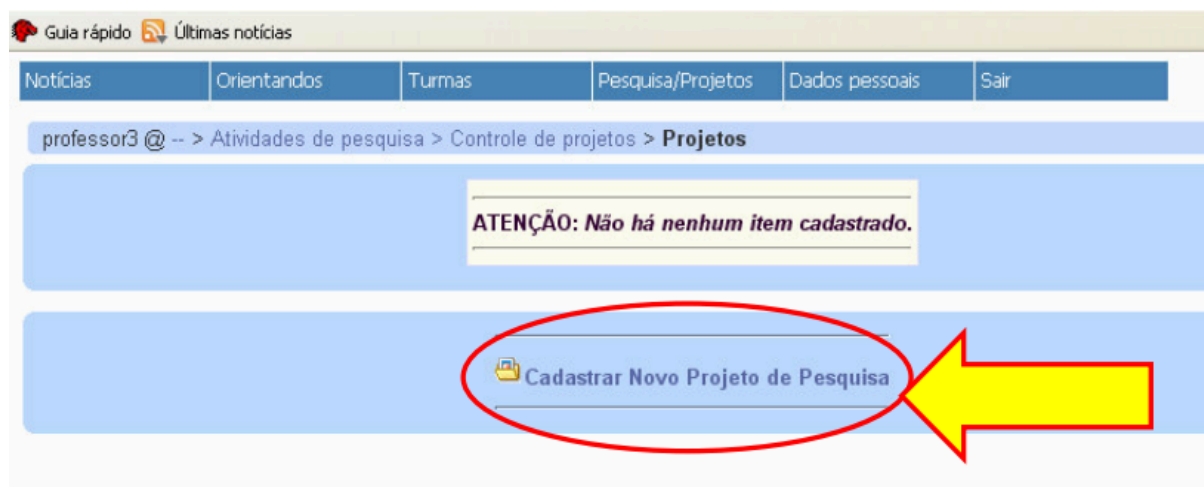 Guia rápido Últimas notícias
Notícias Orientandos Turmas Pesquisa/Projetos Dados pessoais Sair
professor3 @ -- > Atividades de pesquisa > Controle de projetos > Projetos
ATENÇÃO: Não há nenhum item cadastrado.
Cadastrar Novo Projeto de Pesquisa